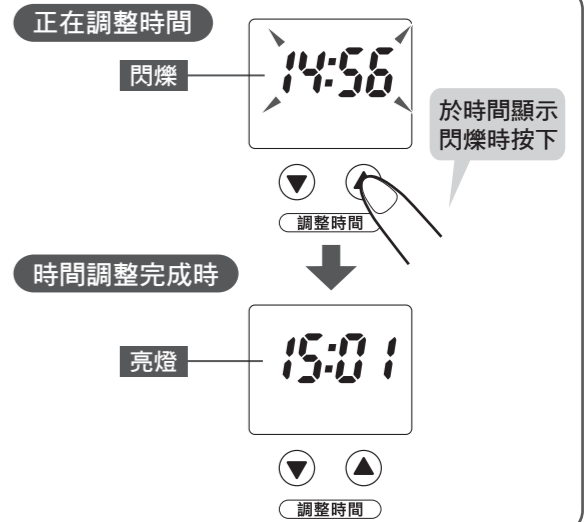 正在調整時間
閃爍
14:56
於時間顯示
閃爍時按下
調整時間
時間調整完成時
亮燈
15:01
調整時間